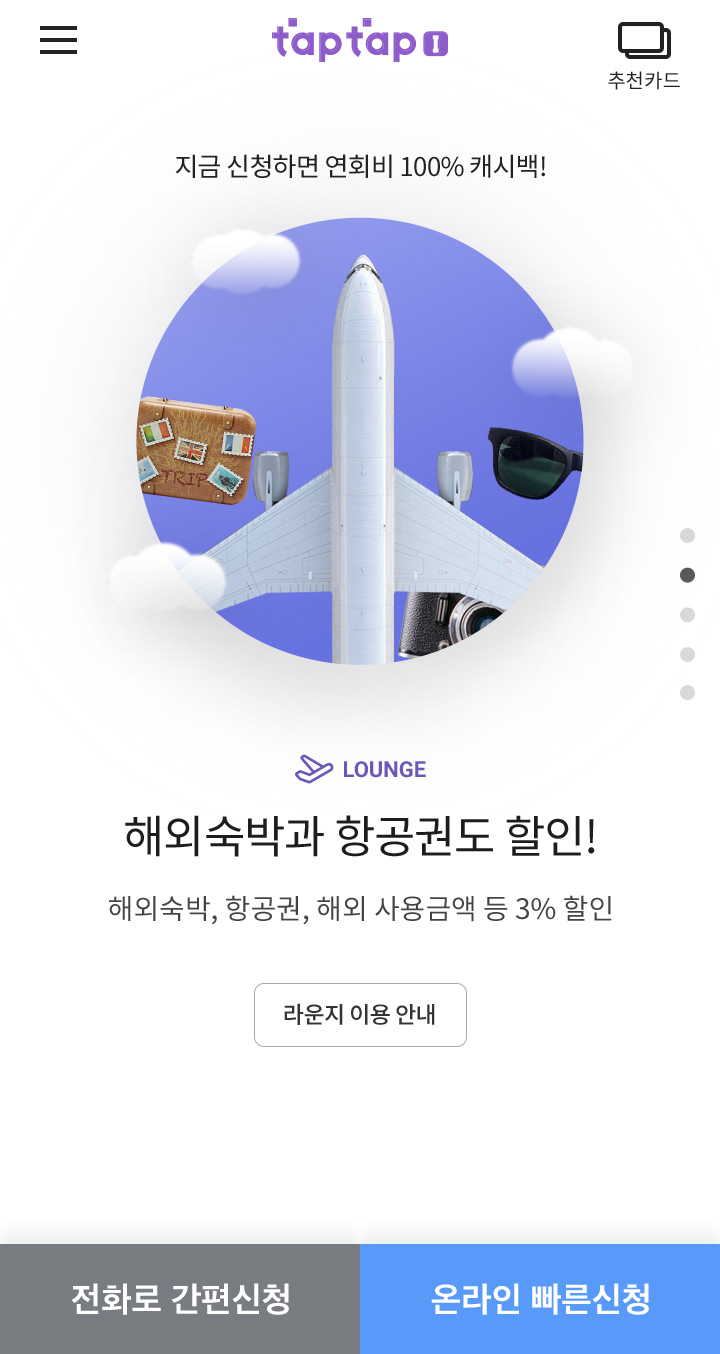 taptap I
추천카드
지금 신청하면 연회비 100% 캐시백!
TRIP
LOUNGE
해외숙박과 항공권도 할인!
해외숙박, 항공권, 해외 사용금액 등 3% 할인
라운지 이용 안내
전화로 간편신청
온라인 빠른신청